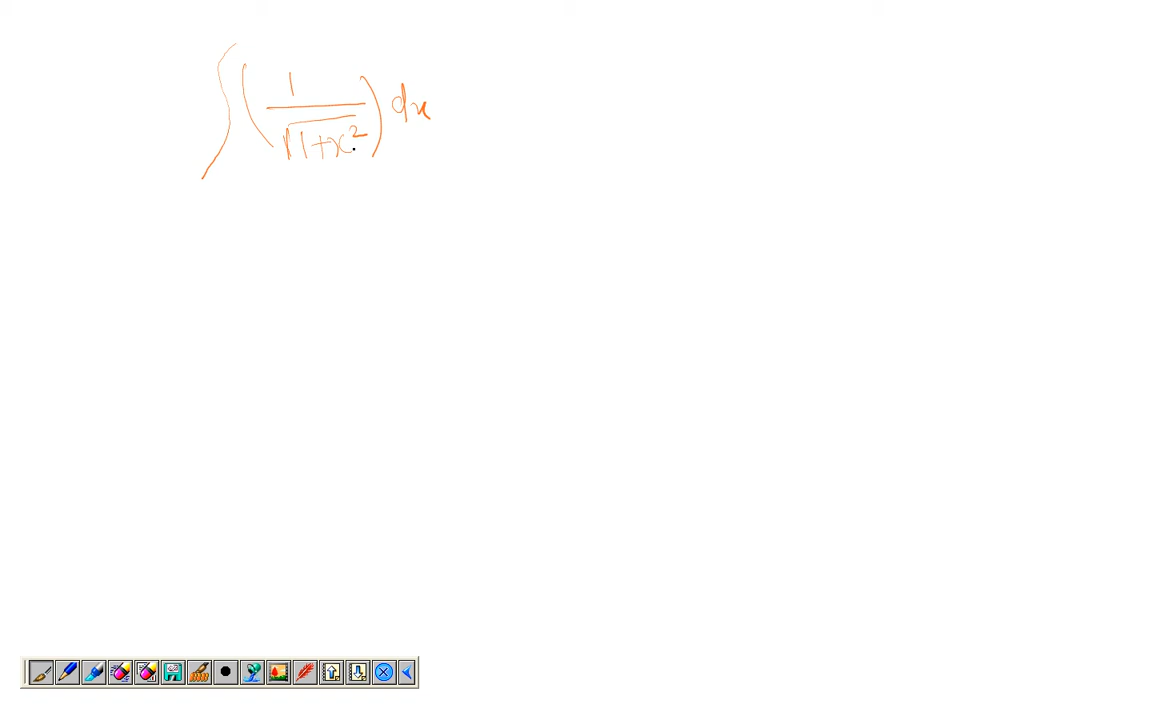 ∫ ( 1 / √(1+x²) ) dx